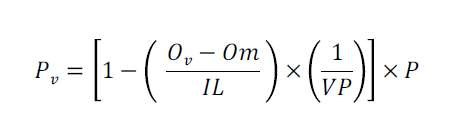 P_v = [1 − ( (O_v − Om) / IL ) × ( 1 / VP )] × P